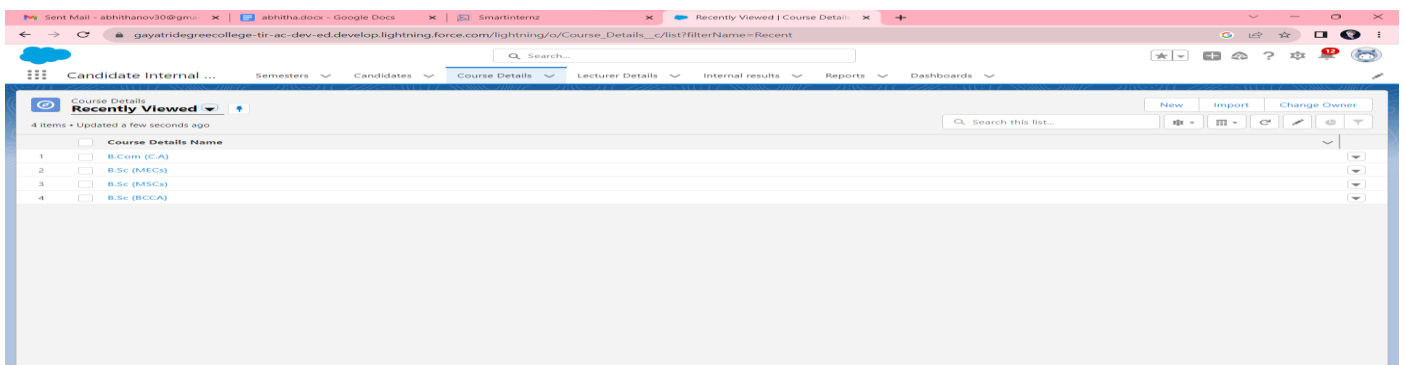 Sent Mail - abhithanov30@gmai
abhitha.docx - Google Docs
Smartinternz
Recently Viewed | Course Details
gayatridegreecollege-tir-ac-dev-ed.develop.lightning.force.com/lightning/o/Course_Details__c/list?filterName=Recent
Search...
12
Candidate Internal ...
Semesters
Candidates
Course Details
Lecturer Details
Internal results
Reports
Dashboards
Course Details
Recently Viewed
New
Import
Change Owner
4 items • Updated a few seconds ago
Search this list...
Course Details Name
1 B.Com (C.A)
2 B.Sc (MECs)
3 B.Sc (MSCs)
4 B.Sc (BCCA)